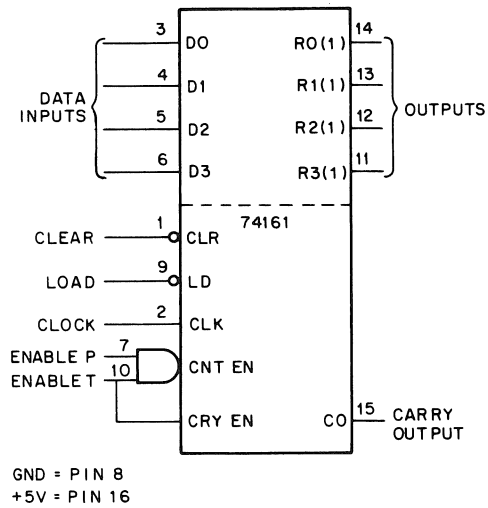 3 D0 R0(1) 14
4 D1 R1(1) 13
DATA INPUTS
OUTPUTS
5 D2 R2(1) 12
6 D3 R3(1) 11
74161
CLEAR 1 CLR
LOAD 9 LD
CLOCK 2 CLK
ENABLE P 7
ENABLE T 10
CNT EN
CRY EN
CO 15 CARRY OUTPUT
GND = PIN 8
+5V = PIN 16